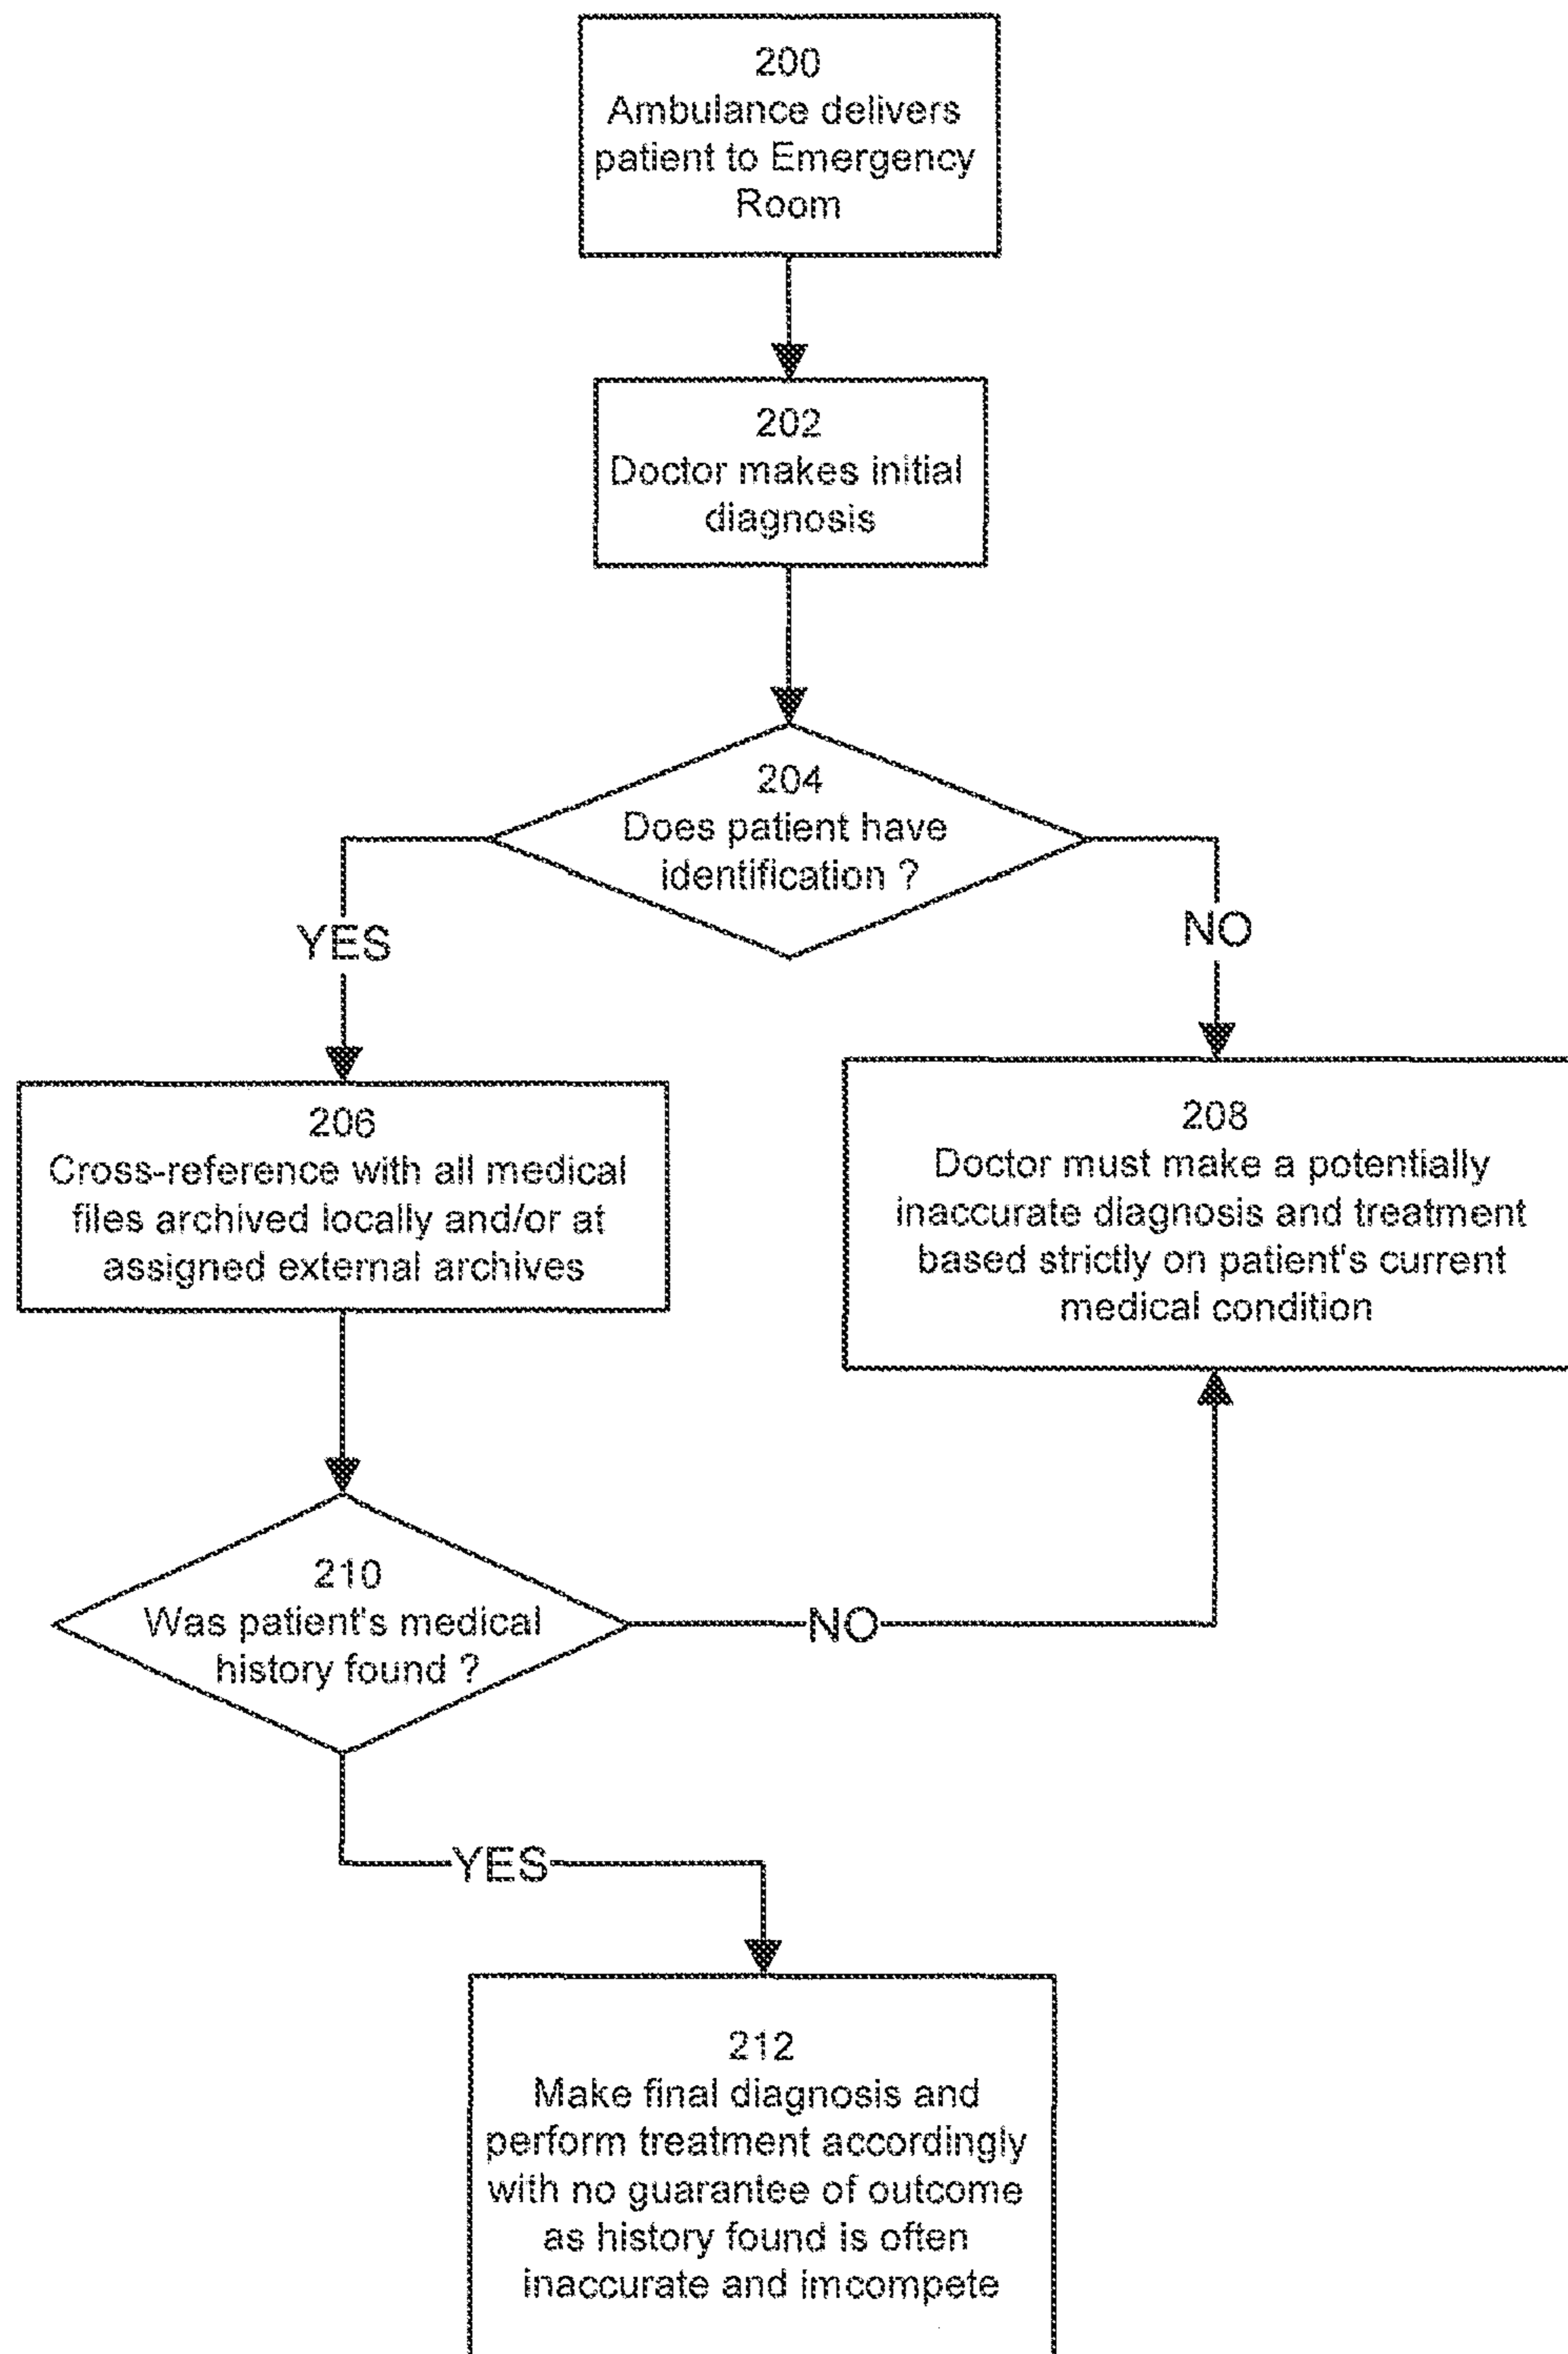 200
Ambulance delivers
patient to Emergency
Room
202
Doctor makes initial
diagnosis
204
Does patient have
identification ?
YES
NO
206
Cross-reference with all medical
files archived locally and/or at
assigned external archives
208
Doctor must make a potentially
inaccurate diagnosis and treatment
based strictly on patient's current
medical condition
210
Was patient's medical
history found ?
NO
YES
212
Make final diagnosis and
perform treatment accordingly
with no guarantee of outcome
as history found is often
inaccurate and imcompete